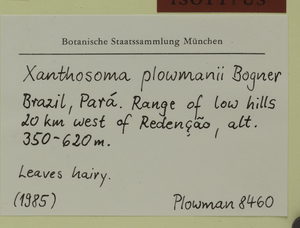 ISOTYPUS
Botanische Staatssammlung München
Xanthosoma plowmanii Bogner
Brazil, Pará. Range of low hills
20 km west of Redenção, alt.
350-620 m.
Leaves hairy.
(1985) Plowman 8460